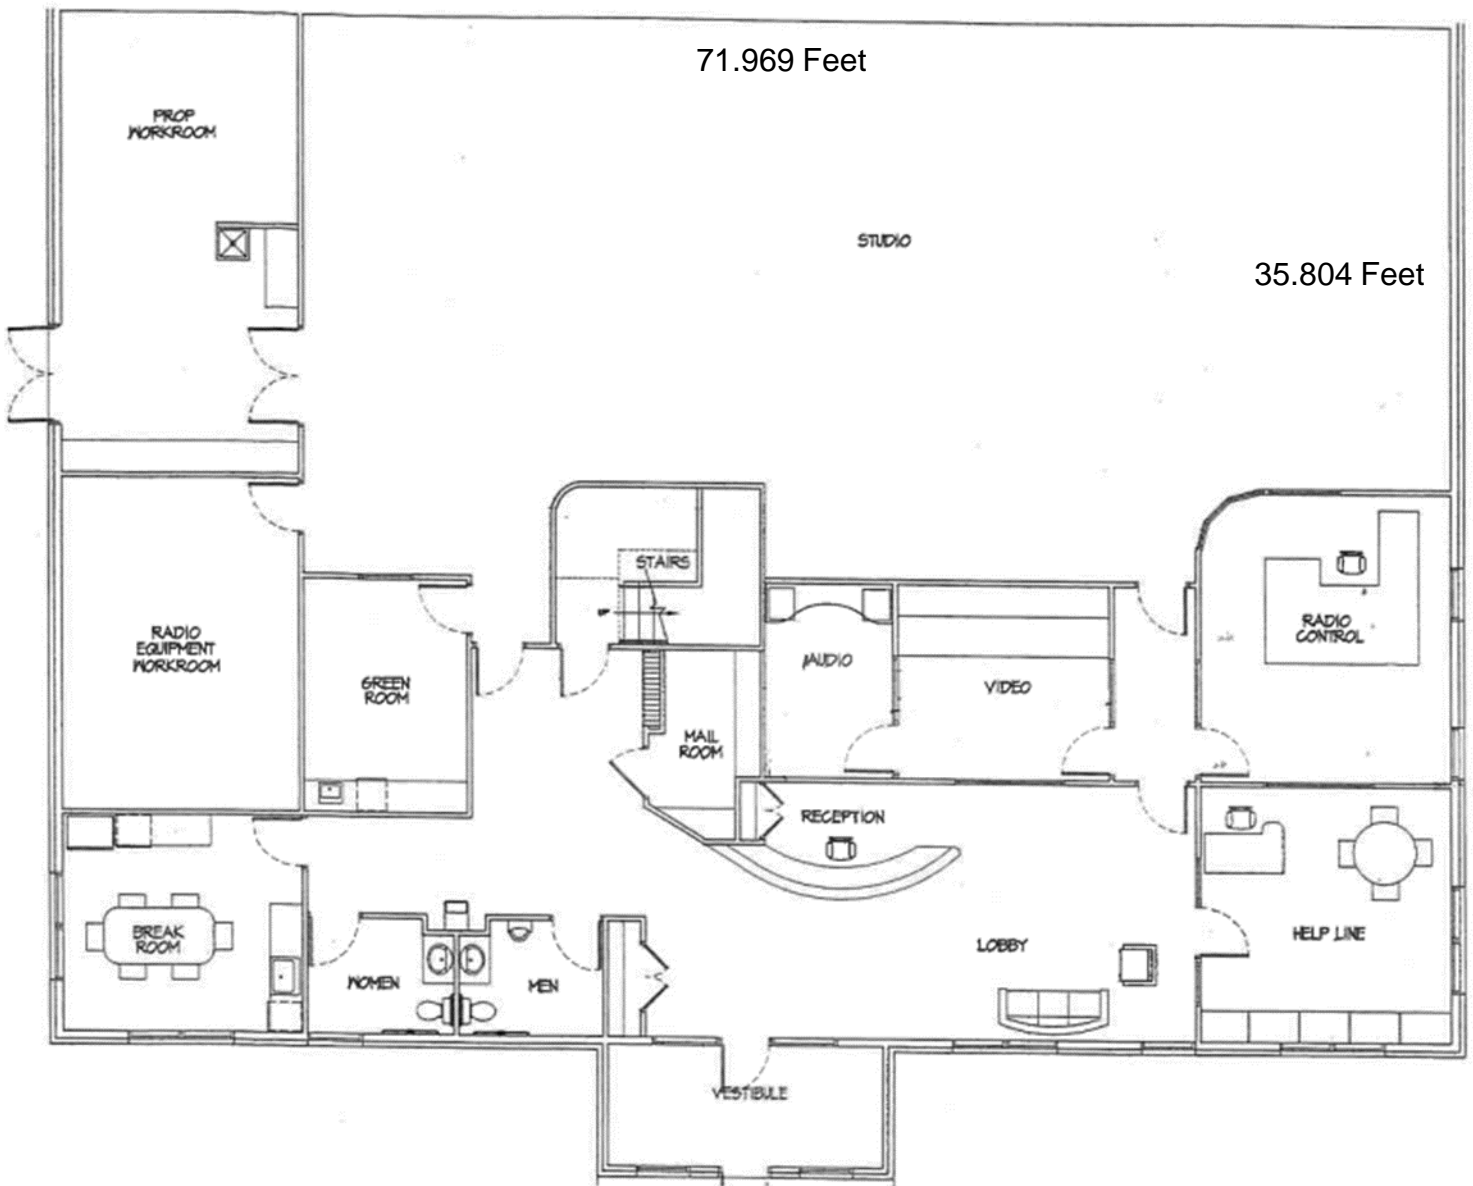 71.969 Feet
PROP
WORKROOM
STUDIO
35.804 Feet
STAIRS
UP
RADIO
EQUIPMENT
WORKROOM
GREEN
ROOM
AUDIO
VIDEO
RADIO
CONTROL
MAIL
ROOM
RECEPTION
BREAK
ROOM
WOMEN
MEN
LOBBY
HELP LINE
VESTIBULE